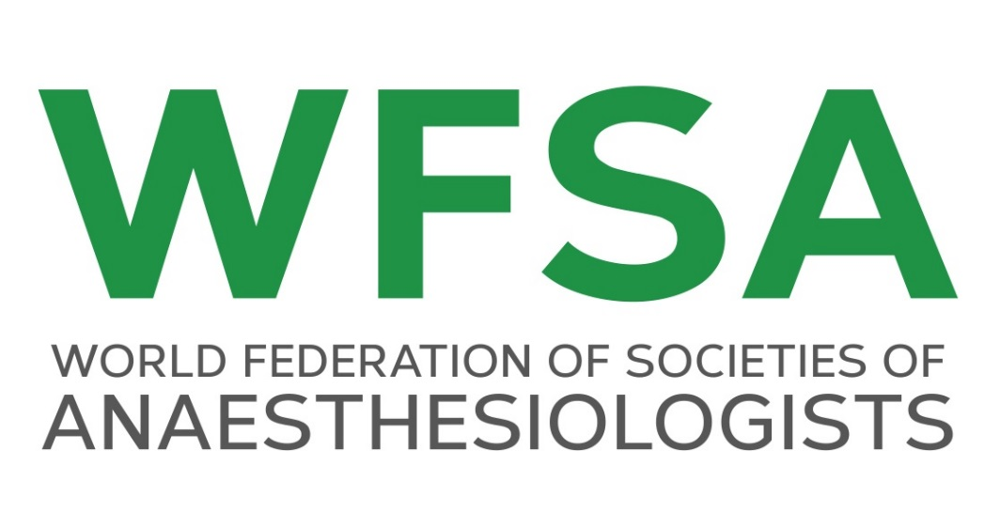 WFSA
WORLD FEDERATION OF SOCIETIES OF
ANAESTHESIOLOGISTS